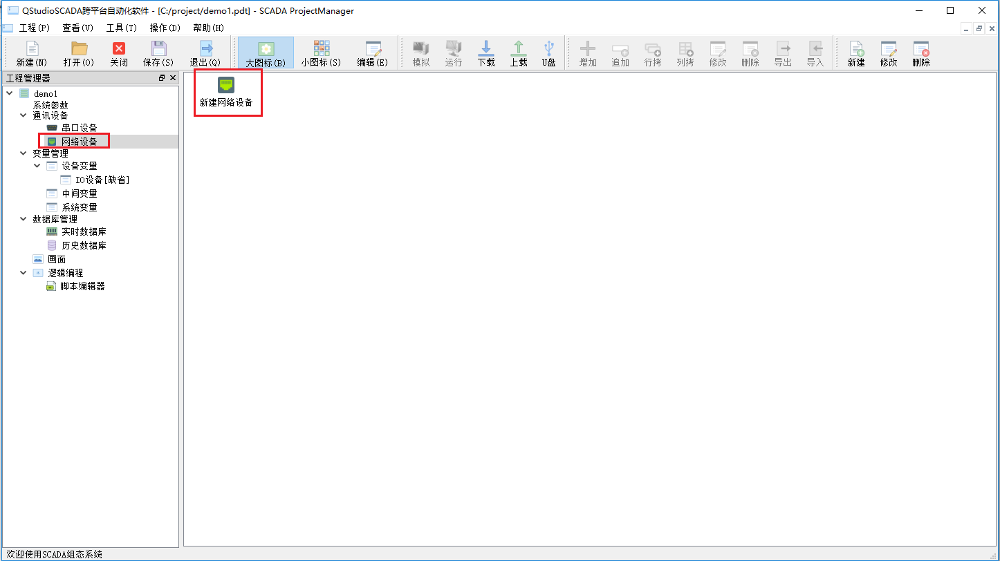 QStudioSCADA跨平台自动化软件 - [C:/project/demo1.pdt] - SCADA ProjectManager
工程(P) 查看(V) 工具(T) 操作(D) 帮助(H)
新建(N) 打开(O) 关闭 保存(S) 退出(Q) 大图标(B) 小图标(S) 编辑(E) 模拟 运行 下载 上载 U盘 增加 追加 行拷 列拷 修改 删除 导出 导入 新建 修改 删除
工程管理器
demo1
系统参数
通讯设备
串口设备
网络设备
变量管理
设备变量
IO设备[缺省]
中间变量
系统变量
数据库管理
实时数据库
历史数据库
画面
逻辑编程
脚本编辑器
新建网络设备
欢迎使用SCADA组态系统